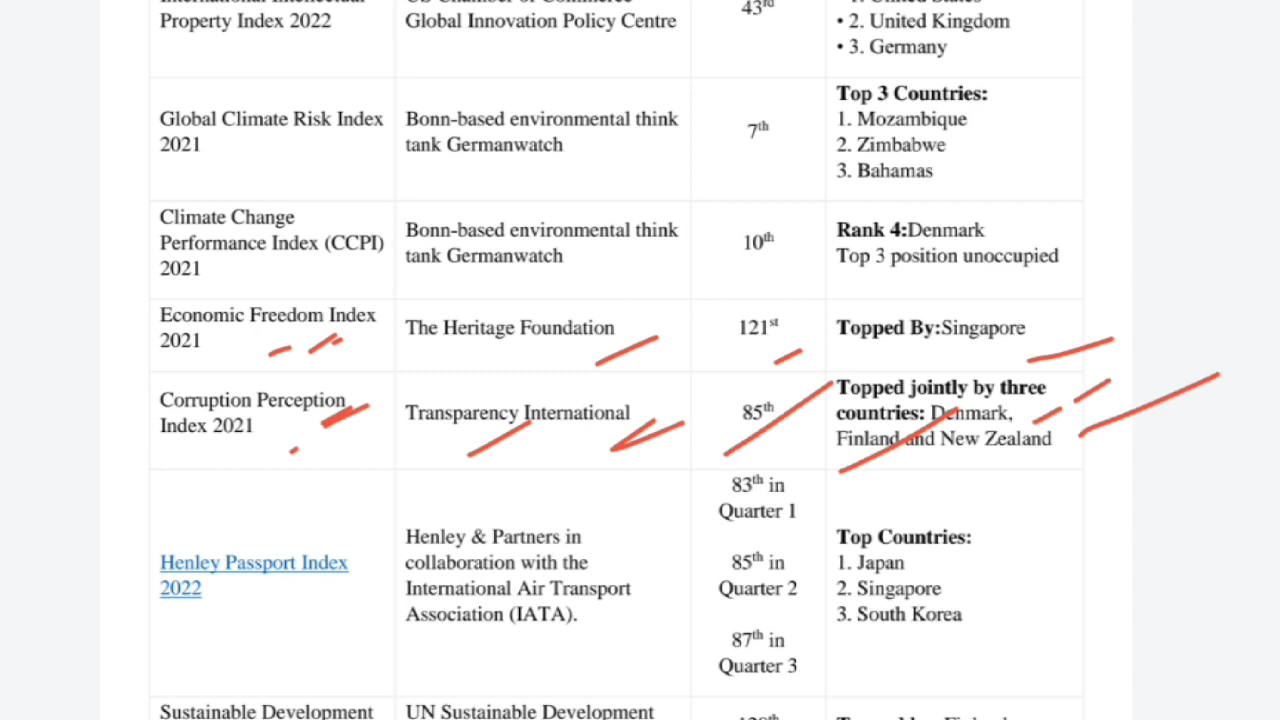 Property Index 2022
Global Innovation Policy Centre
43rd
• 2. United Kingdom
• 3. Germany
Global Climate Risk Index
2021
Bonn-based environmental think
tank Germanwatch
7th
Top 3 Countries:
1. Mozambique
2. Zimbabwe
3. Bahamas
Climate Change
Performance Index (CCPI)
2021
Bonn-based environmental think
tank Germanwatch
10th
Rank 4:Denmark
Top 3 position unoccupied
Economic Freedom Index
2021
The Heritage Foundation
121st
Topped By:Singapore
Corruption Perception
Index 2021
Transparency International
85th
Topped jointly by three
countries: Denmark,
Finland and New Zealand
Henley Passport Index
2022
Henley & Partners in
collaboration with the
International Air Transport
Association (IATA).
83th in
Quarter 1
85th in
Quarter 2
87th in
Quarter 3
Top Countries:
1. Japan
2. Singapore
3. South Korea
Sustainable Development
UN Sustainable Development